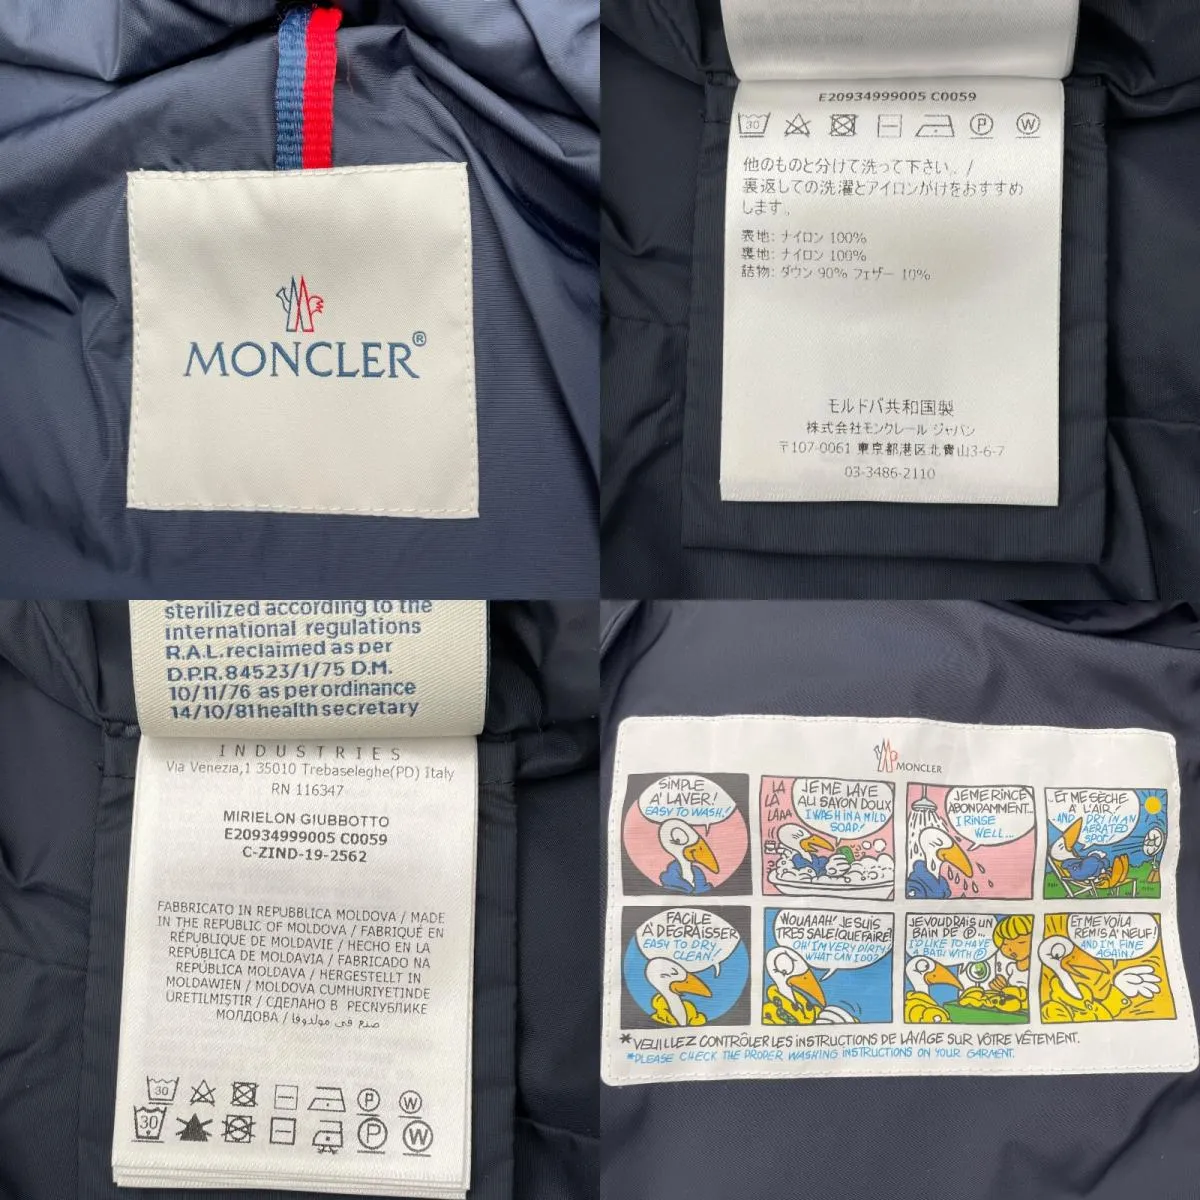 MONCLER®
E20934999005 C0059
30
P
W
他のものと分けて洗って下さい。/
裏返しての洗濯とアイロンがけをおすすめ
します。
表地: ナイロン 100%
裏地: ナイロン 100%
詰物: ダウン 90% フェザー 10%
モルドバ共和国製
株式会社モンクレール ジャパン
〒107-0061 東京都港区北青山3-6-7
03-3486-2110
sterilized according to the
international regulations
R.A.L. reclaimed as per
D.P.R. 84523/1/75 D.M.
10/11/76 as per ordinance
14/10/81 health secretary
INDUSTRIES
Via Venezia,1 35010 Trebaseleghe(PD) Italy
RN 116347
MIRIELON GIUBBOTTO
E20934999005 C0059
C-ZIND-19-2562
FABBRICATO IN REPUBBLICA MOLDOVA / MADE
IN THE REPUBLIC OF MOLDOVA / FABRIQUÉ EN
RÉPUBLIQUE DE MOLDAVIE / HECHO EN LA
REPÚBLICA DE MOLDAVIA / FABRICADO NA
REPÚBLICA MOLDAVA / HERGESTELLT IN
MOLDAWIEN / MOLDOVA CUMHURIYETINDE
ÜRETILMIŞTIR / СДЕЛАНО В РЕСПУБЛИКЕ
МОЛДОВА / صنع في مولدوفا
30
P
W
30
P
W
MONCLER
SIMPLE
A' LAVER!
EASY TO WASH!
LA
LA
LAAA
JE ME LAVE
AU SAVON DOUX
I WASH IN A MILD
SOAP!
JE ME RINCE
ABONDAMMENT...
I RINSE
WELL...
..ET ME SÈCHE
A' L'AIR!
..AND I DRY IN AN
AERATED
SPOT!
FACILE
A' DÉGRAISSER
EASY TO DRY
CLEAN!
WOUAAAH! JE SUIS
TRES SALE! QUE FAIRE!
OH! I'M VERY DIRTY!
WHAT CAN I DO?
JE VOUDRAIS UN
BAIN DE P...
I'D LIKE TO HAVE
A BATH WITH P
ET ME VOILA
REMIS A' NEUF!
AND I'M FINE
AGAIN!
*VEUILLEZ CONTRÔLER LES INSTRUCTIONS DE LAVAGE SUR VÔTRE VÊTEMENT.
*PLEASE CHECK THE PROPER WASHING INSTRUCTIONS ON YOUR GARMENT.